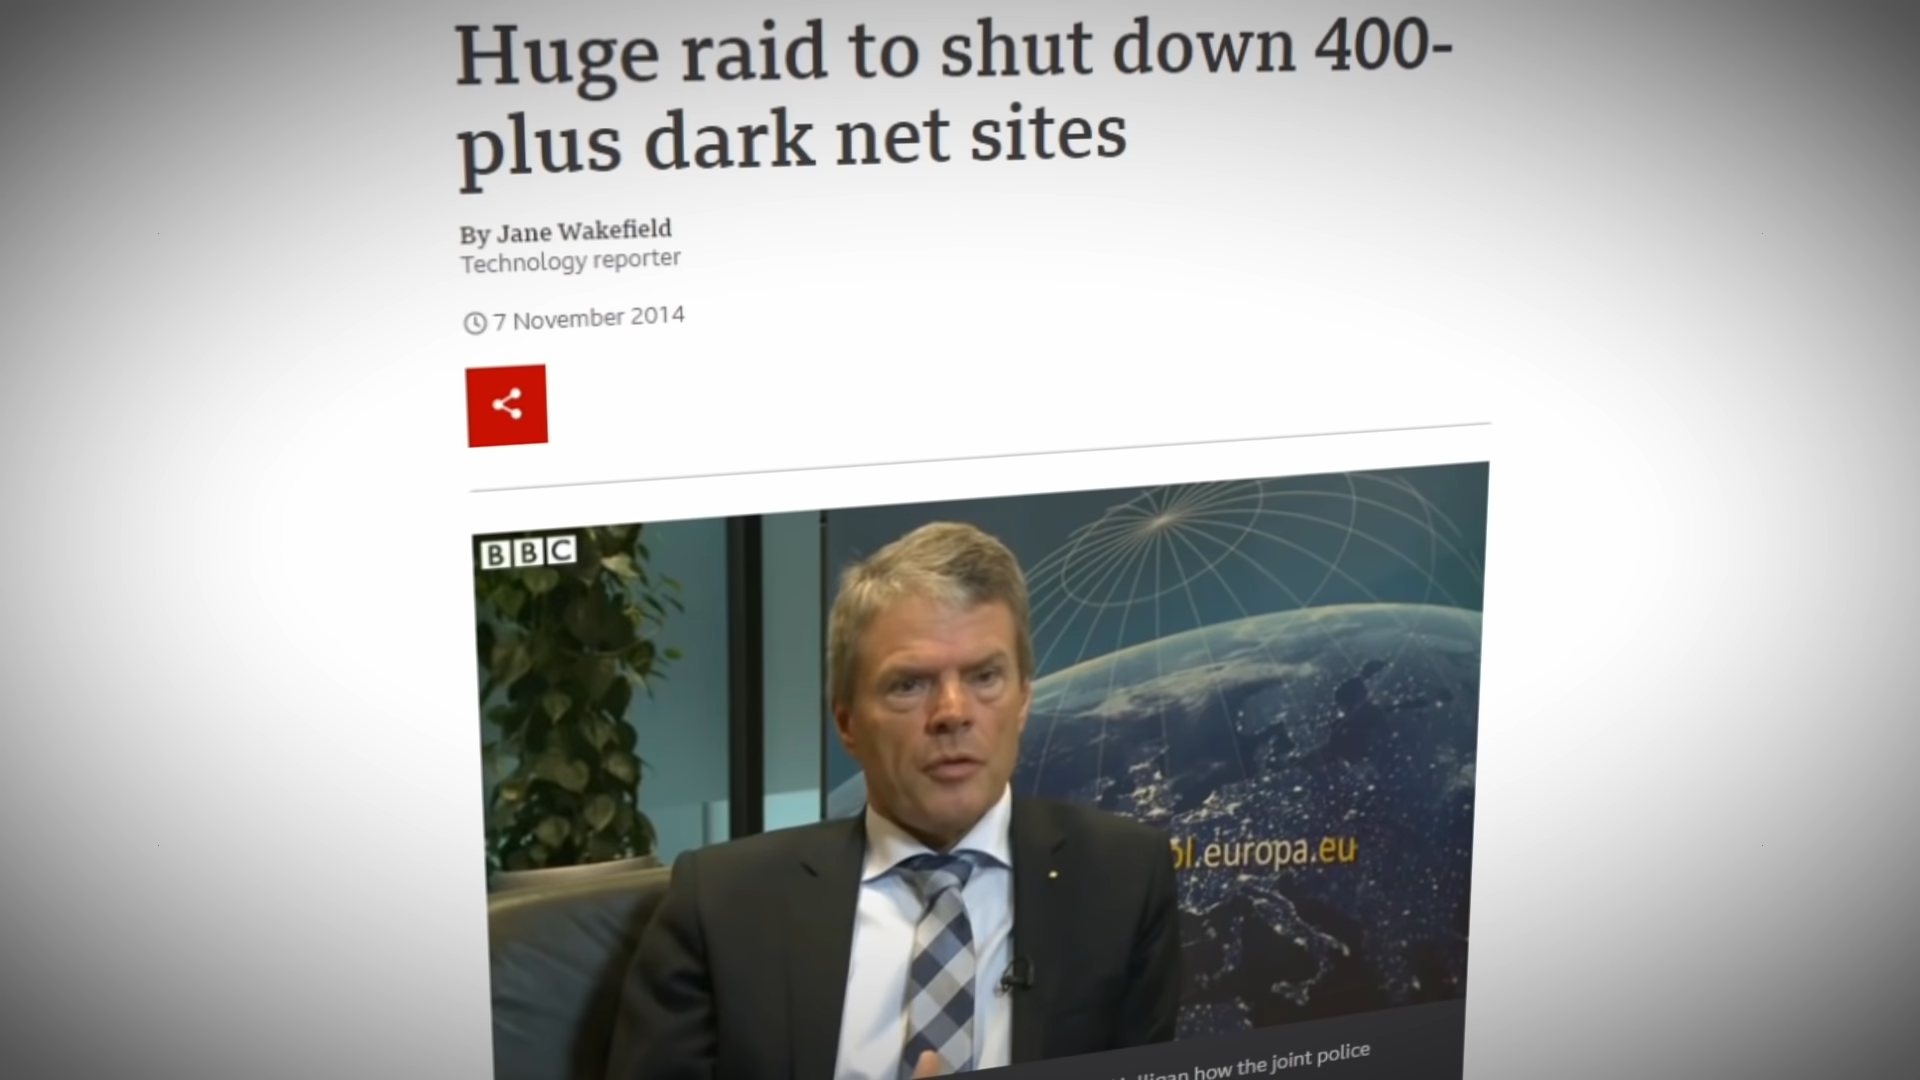 Huge raid to shut down 400-
plus dark net sites
By Jane Wakefield
Technology reporter
7 November 2014
BBC
ol.europa.eu
how the joint police